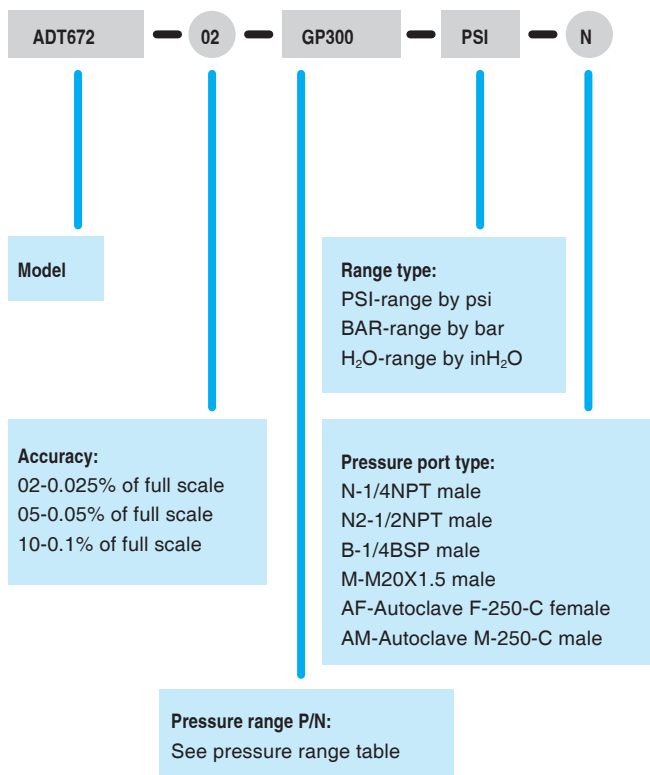 ADT672 02 GP300 PSI N
Model
Range type:
PSI-range by psi
BAR-range by bar
H₂O-range by inH₂O
Accuracy:
02-0.025% of full scale
05-0.05% of full scale
10-0.1% of full scale
Pressure port type:
N-1/4NPT male
N2-1/2NPT male
B-1/4BSP male
M-M20X1.5 male
AF-Autoclave F-250-C female
AM-Autoclave M-250-C male
Pressure range P/N:
See pressure range table